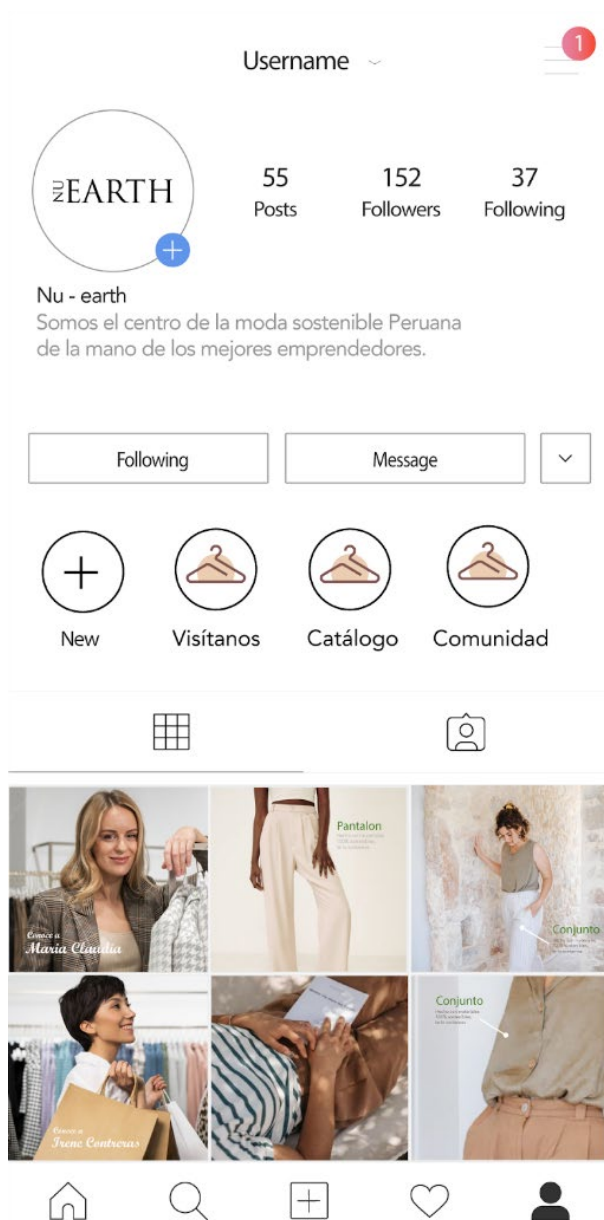 Username
1
NU EARTH
55
Posts
152
Followers
37
Following
Nu - earth
Somos el centro de la moda sostenible Peruana
de la mano de los mejores emprendedores.
Following
Message
New
Visítanos
Catálogo
Comunidad
Conoce a
Maria Claudia
Pantalon
Conjunto
Conoce a
Irene Contreras
Conjunto